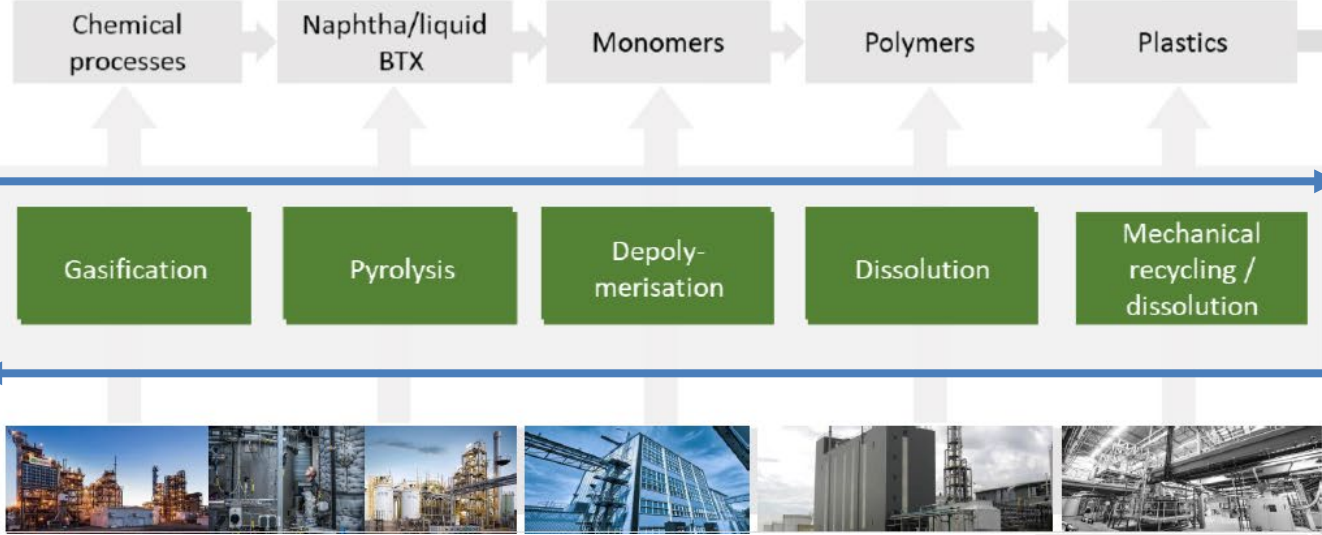 Chemical
processes
Naphtha/liquid
BTX
Monomers
Polymers
Plastics
Gasification
Pyrolysis
Depoly-
merisation
Dissolution
Mechanical
recycling /
dissolution